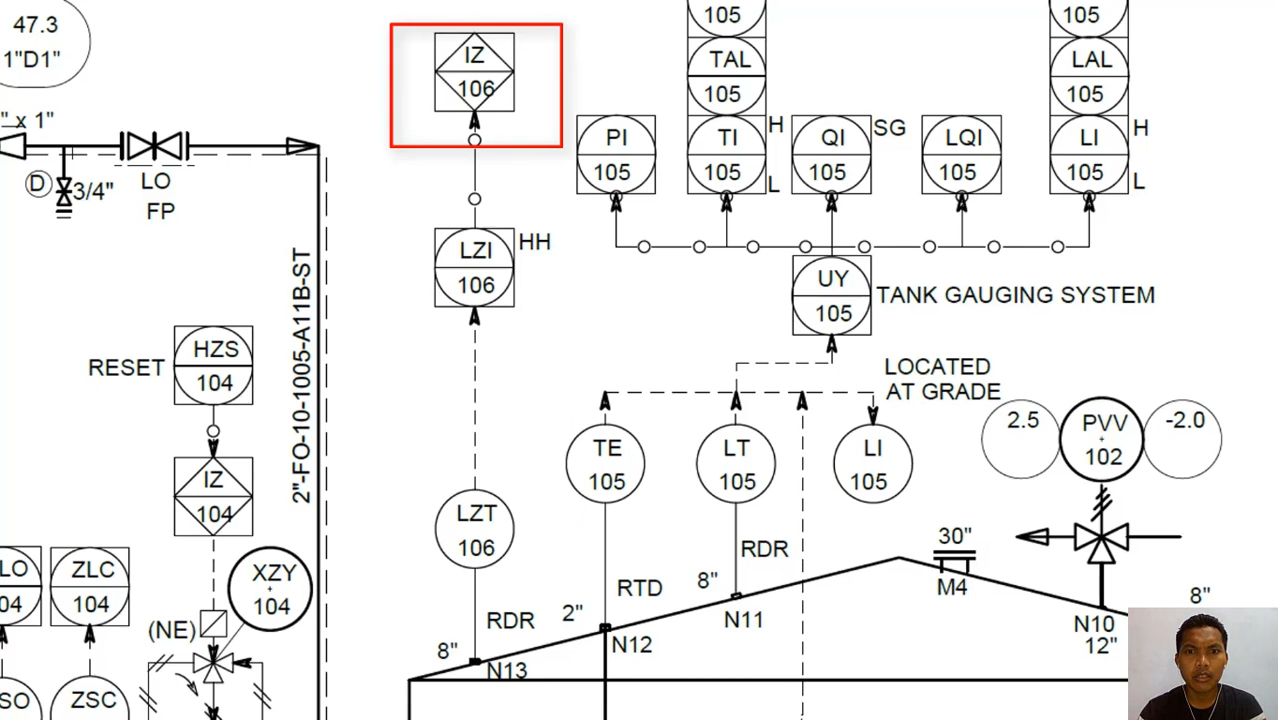 47.3
1"D1"
" x 1"
D
3/4"
LO
FP
2"-FO-10-1005-A11B-ST
RESET
HZS
104
IZ
104
LO
04
ZLC
104
XZY
104
(NE)
SO
ZSC
IZ
106
LZI
106
HH
LZT
106
RDR
8"
N13
105
TAL
105
PI
105
TI
105
H
L
QI
105
SG
LQI
105
105
LAL
105
LI
105
H
L
UY
105
TANK GAUGING SYSTEM
LOCATED
AT GRADE
TE
105
LT
105
LI
105
RTD
2"
N12
RDR
8"
N11
30"
M4
2.5
PVV
102
-2.0
N10
12"
8"